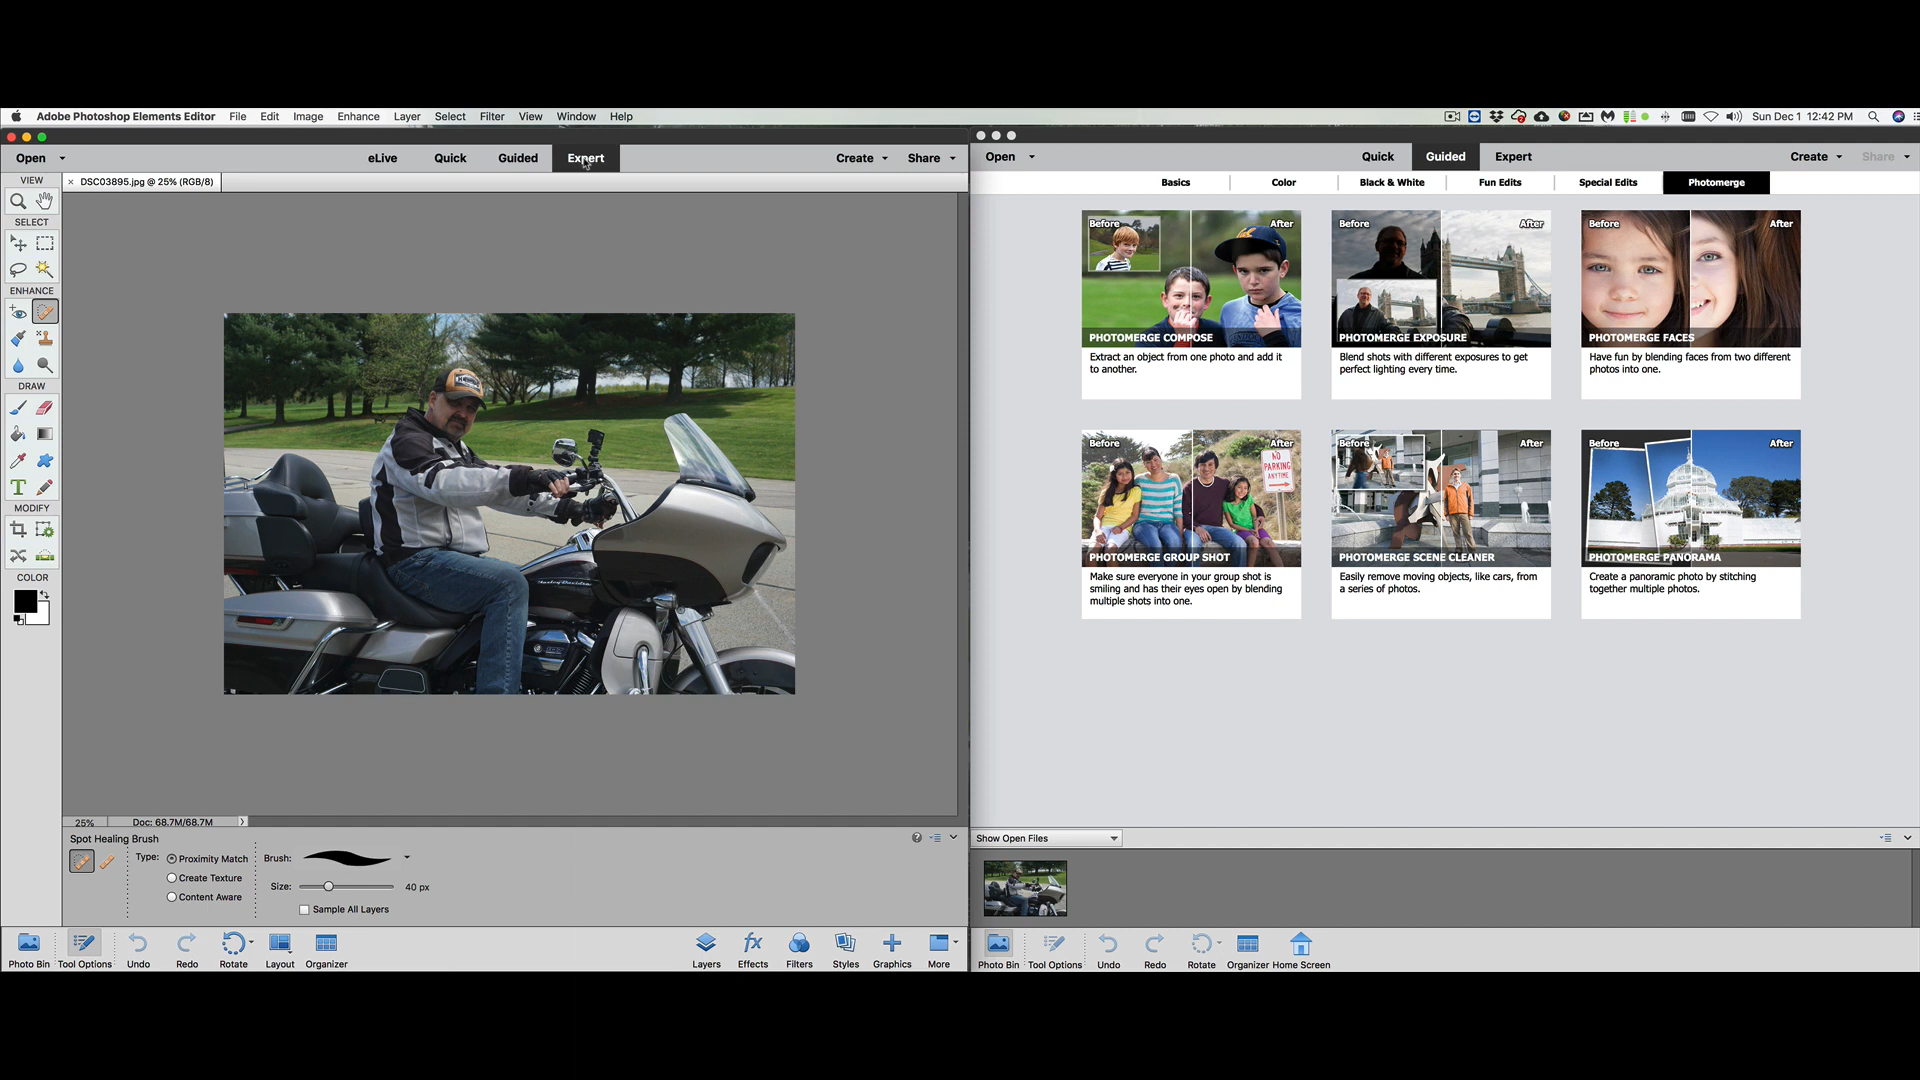 Adobe Photoshop Elements Editor File Edit Image Enhance Layer Select Filter View Window Help Sun Dec 1 12:42 PM
Open eLive Quick Guided Expert Create Share
VIEW
× DSC03895.jpg @ 25% (RGB/8)
SELECT
ENHANCE
DRAW
T
MODIFY
COLOR
25% Doc: 68.7M/68.7M
Spot Healing Brush
Type: Proximity Match
Create Texture
Content Aware
Brush:
Size: 40 px
Sample All Layers
Photo Bin Tool Options Undo Redo Rotate Layout Organizer Layers Effects Filters Styles Graphics More
Open Quick Guided Expert Create Share
Basics Color Black & White Fun Edits Special Edits Photomerge
Before After
PHOTOMERGE COMPOSE
Extract an object from one photo and add it
to another.
Before After
PHOTOMERGE EXPOSURE
Blend shots with different exposures to get
perfect lighting every time.
Before After
PHOTOMERGE FACES
Have fun by blending faces from two different
photos into one.
Before After
NO
PARKING
ANYTIME
PHOTOMERGE GROUP SHOT
Make sure everyone in your group shot is
smiling and has their eyes open by blending
multiple shots into one.
Before After
PHOTOMERGE SCENE CLEANER
Easily remove moving objects, like cars, from
a series of photos.
Before After
PHOTOMERGE PANORAMA
Create a panoramic photo by stitching
together multiple photos.
Show Open Files
Photo Bin Tool Options Undo Redo Rotate Organizer Home Screen